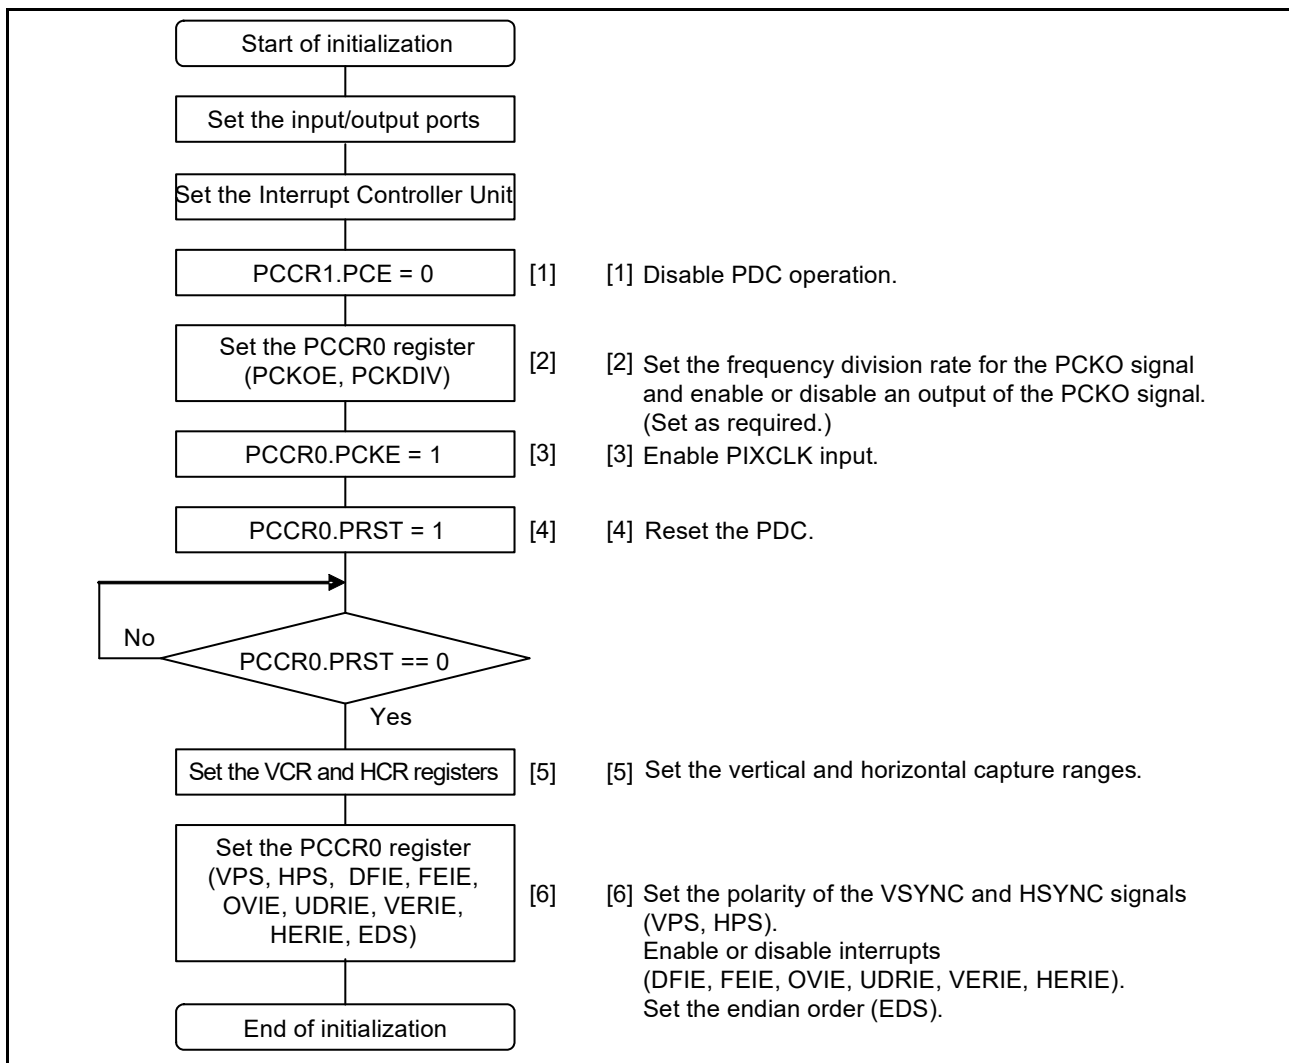 Start of initialization
Set the input/output ports
Set the Interrupt Controller Unit
PCCR1.PCE = 0 [1] [1] Disable PDC operation.
Set the PCCR0 register
(PCKOE, PCKDIV)
[2] [2] Set the frequency division rate for the PCKO signal
and enable or disable an output of the PCKO signal.
(Set as required.)
PCCR0.PCKE = 1 [3] [3] Enable PIXCLK input.
PCCR0.PRST = 1 [4] [4] Reset the PDC.
No
PCCR0.PRST == 0
Yes
Set the VCR and HCR registers [5] [5] Set the vertical and horizontal capture ranges.
Set the PCCR0 register
(VPS, HPS, DFIE, FEIE,
OVIE, UDRIE, VERIE,
HERIE, EDS)
[6] [6] Set the polarity of the VSYNC and HSYNC signals
(VPS, HPS).
Enable or disable interrupts
(DFIE, FEIE, OVIE, UDRIE, VERIE, HERIE).
Set the endian order (EDS).
End of initialization